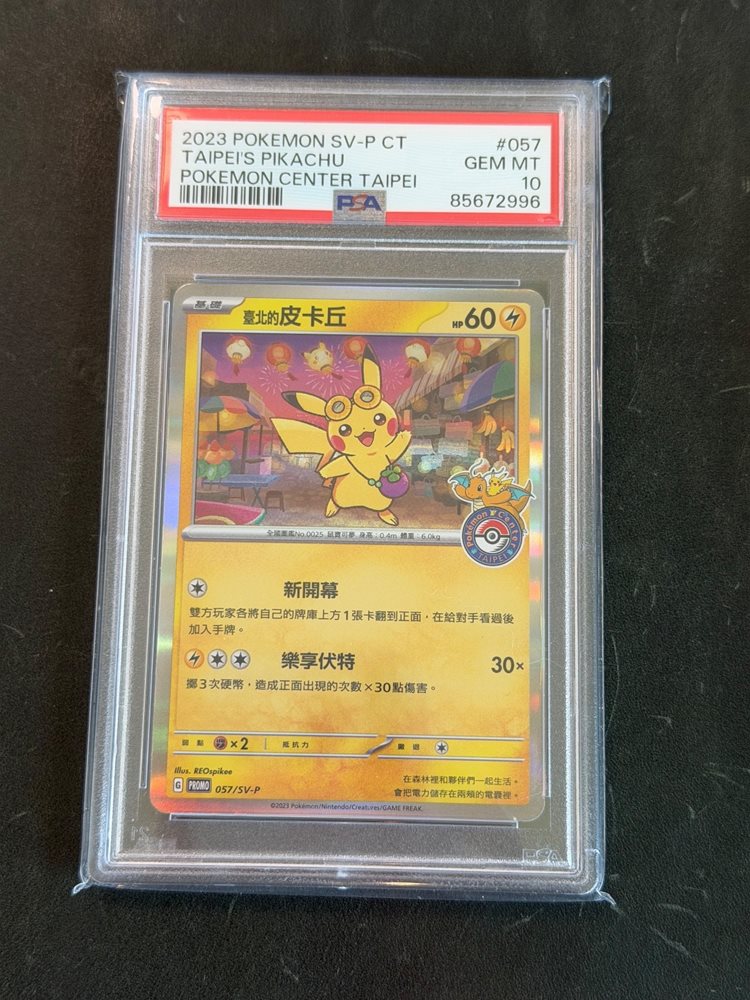 2023 POKEMON SV-P CT #057
TAIPEI'S PIKACHU GEM MT
POKEMON CENTER TAIPEI 10
PSA 85672996
基礎 臺北的皮卡丘 HP60
Pokémon Center
TAIPEI
全國圖鑑No.0025 鼠寶可夢 身高:0.4m 體重:6.0kg
新開幕
雙方玩家各將自己的牌庫上方1張卡翻到正面,在給對手看過後
加入手牌。
樂享伏特 30×
擲3次硬幣,造成正面出現的次數×30點傷害。
弱點 ×2 抵抗力 撤退
Illus. REOspikee
在森林裡和夥伴們一起生活。
G PROMO 057/SV-P
會把電力儲存在兩頰的電囊裡。
©2023 Pokémon/Nintendo/Creatures/GAME FREAK
PSA